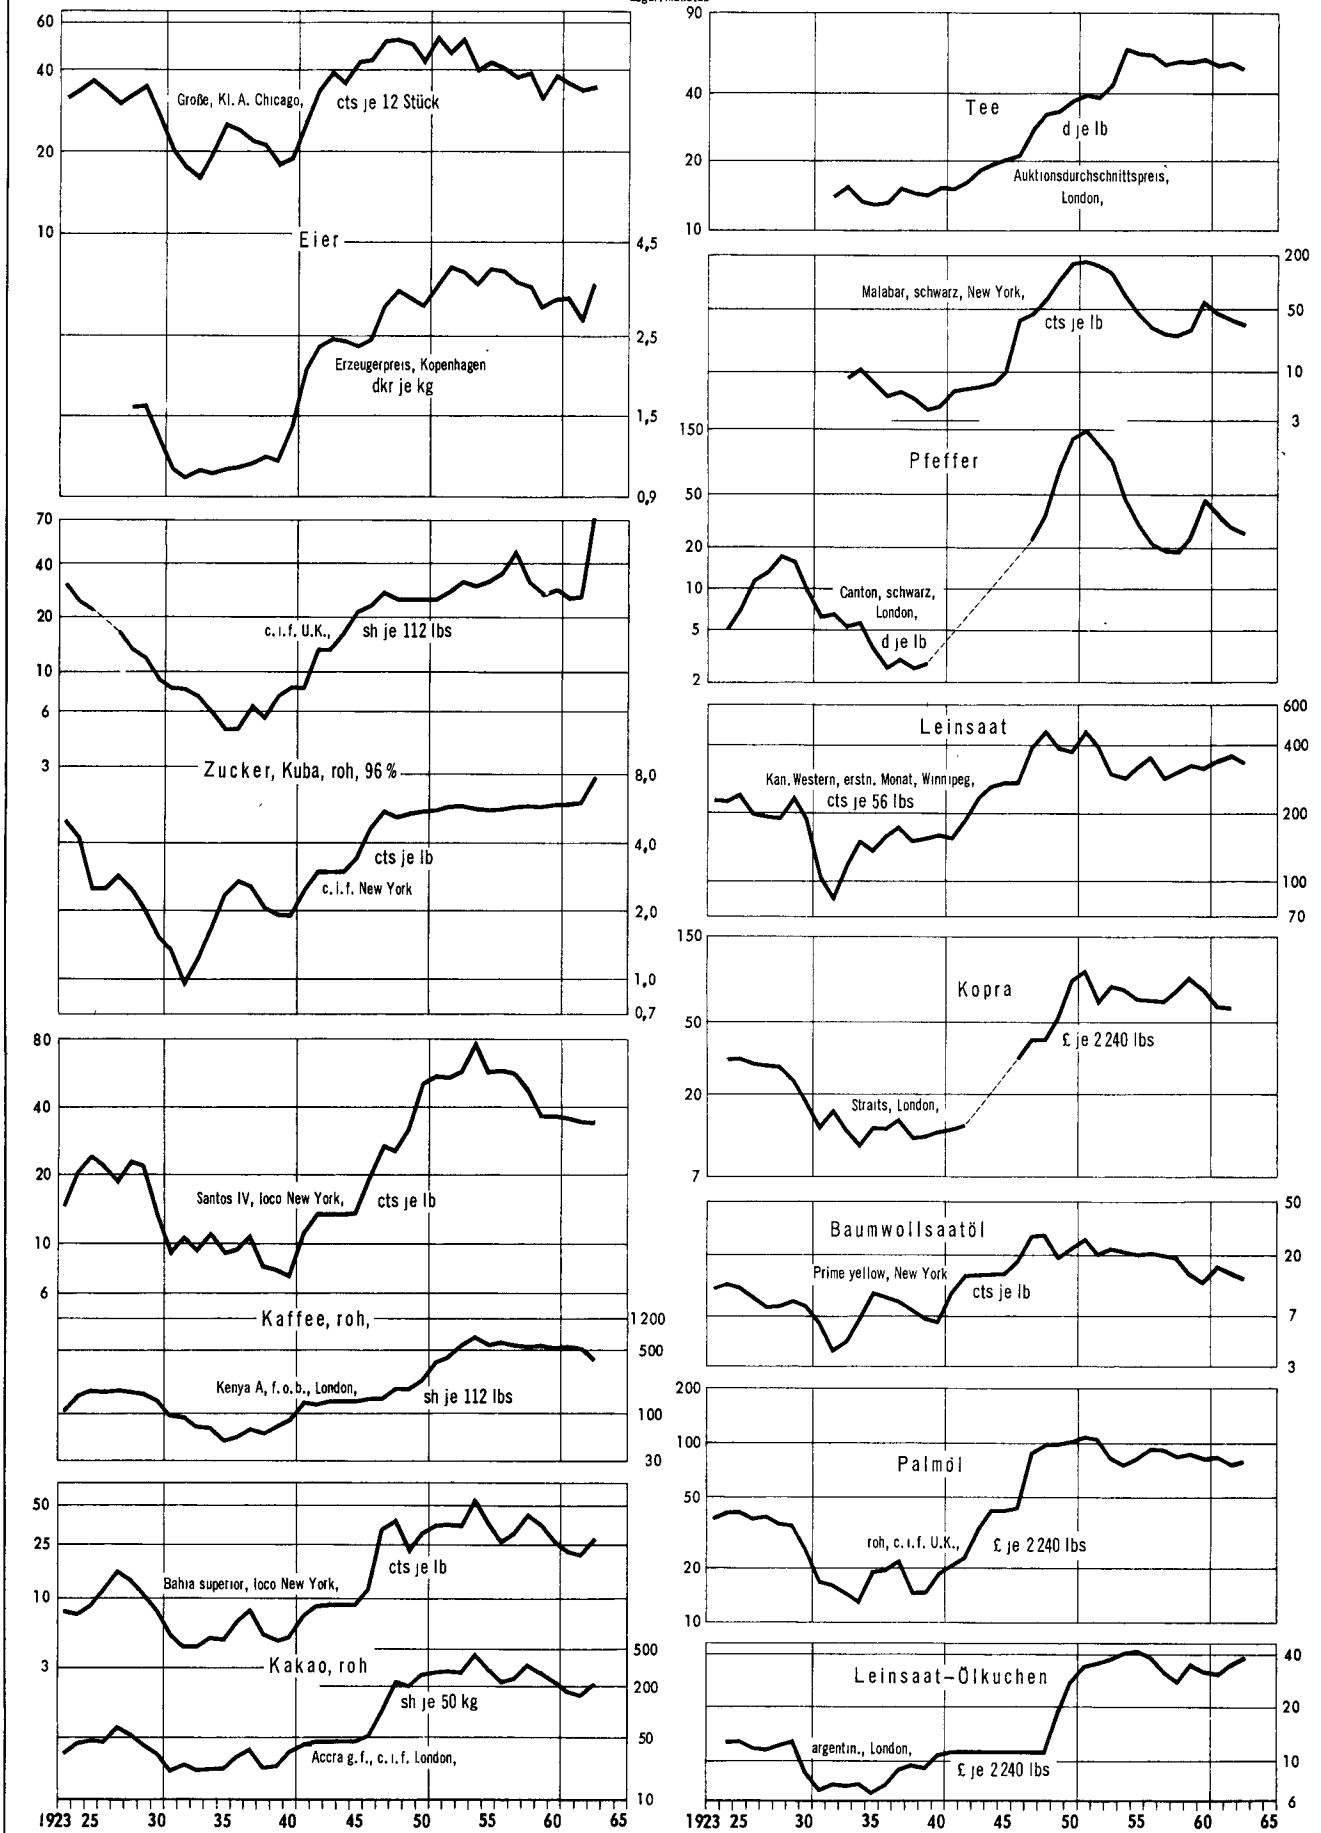 60
40
20
10
Große, Kl. A. Chicago, cts je 12 Stück
Eier
4,5
2,5
1,5
0,9
Erzeugerpreis, Kopenhagen
dkr je kg
70
40
20
10
6
3
c.i.f. U.K., sh je 112 lbs
Zucker, Kuba, roh, 96%
8,0
4,0
2,0
1,0
0,7
cts je lb
c.i.f. New York
80
40
20
10
6
Santos IV, loco New York, cts je lb
Kaffee, roh,
1 200
500
100
30
Kenya A, f.o.b., London, sh je 112 lbs
50
25
10
3
cts je lb
Bahia superior, loco New York,
Kakao, roh
500
200
50
10
sh je 50 kg
Accra g.f., c.i.f. London,
1923 25 30 35 40 45 50 55 60 65
90
40
20
10
Tee
d je lb
Auktionsdurchschnittspreis,
London,
200
50
10
3
Malabar, schwarz, New York,
cts je lb
Pfeffer
150
50
20
10
5
2
Canton, schwarz,
London,
d je lb
Leinsaat
600
400
200
100
70
Kan. Western, erstn. Monat, Winnipeg,
cts je 56 lbs
150
50
20
7
Kopra
£ je 2 240 lbs
Straits, London,
Baumwollsaatöl
50
20
7
3
Prime yellow, New York
cts je lb
200
100
50
20
10
Palmöl
roh, c.i.f. U.K., £ je 2 240 lbs
Leinsaat-Ölkuchen
40
20
10
6
argentin., London,
£ je 2 240 lbs
1923 25 30 35 40 45 50 55 60 65